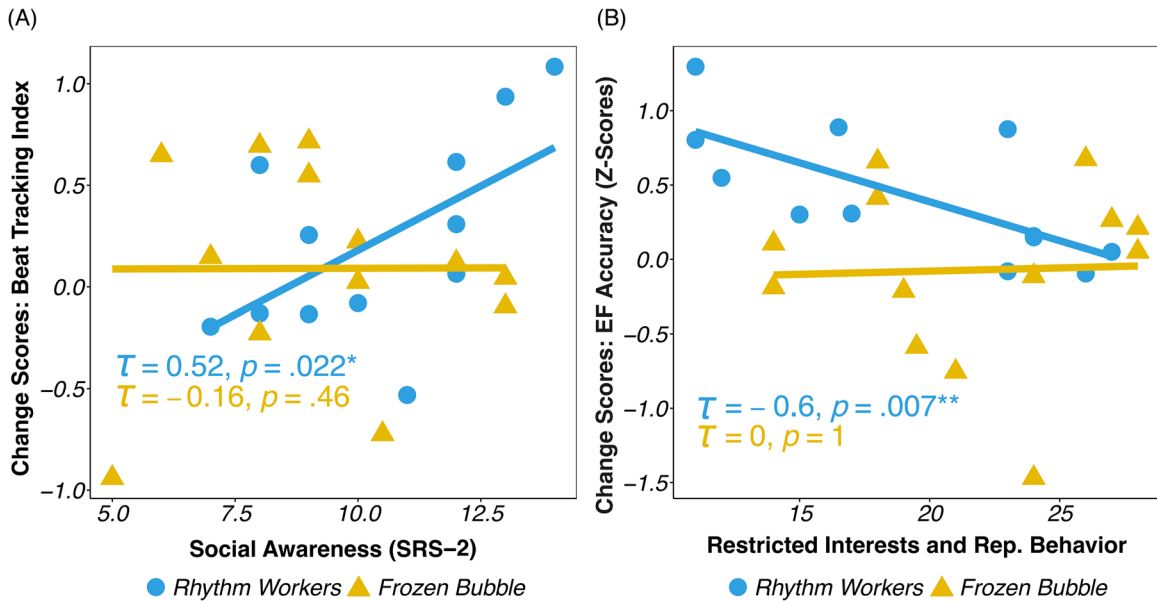 (A)
Change Scores: Beat Tracking Index
1.0
0.5
0.0
−0.5
−1.0
τ = 0.52, p = .022*
τ = −0.16, p = .46
5.0 7.5 10.0 12.5
Social Awareness (SRS−2)
Rhythm Workers Frozen Bubble
(B)
Change Scores: EF Accuracy (Z-Scores)
1.0
0.5
0.0
−0.5
−1.0
−1.5
τ = − 0.6, p = .007**
τ = 0, p = 1
15 20 25
Restricted Interests and Rep. Behavior
Rhythm Workers Frozen Bubble